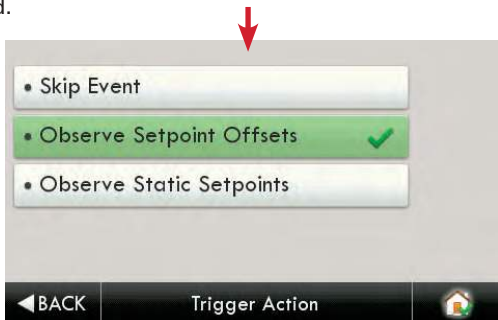 d.
• Skip Event
• Observe Setpoint Offsets
• Observe Static Setpoints
◀BACK Trigger Action